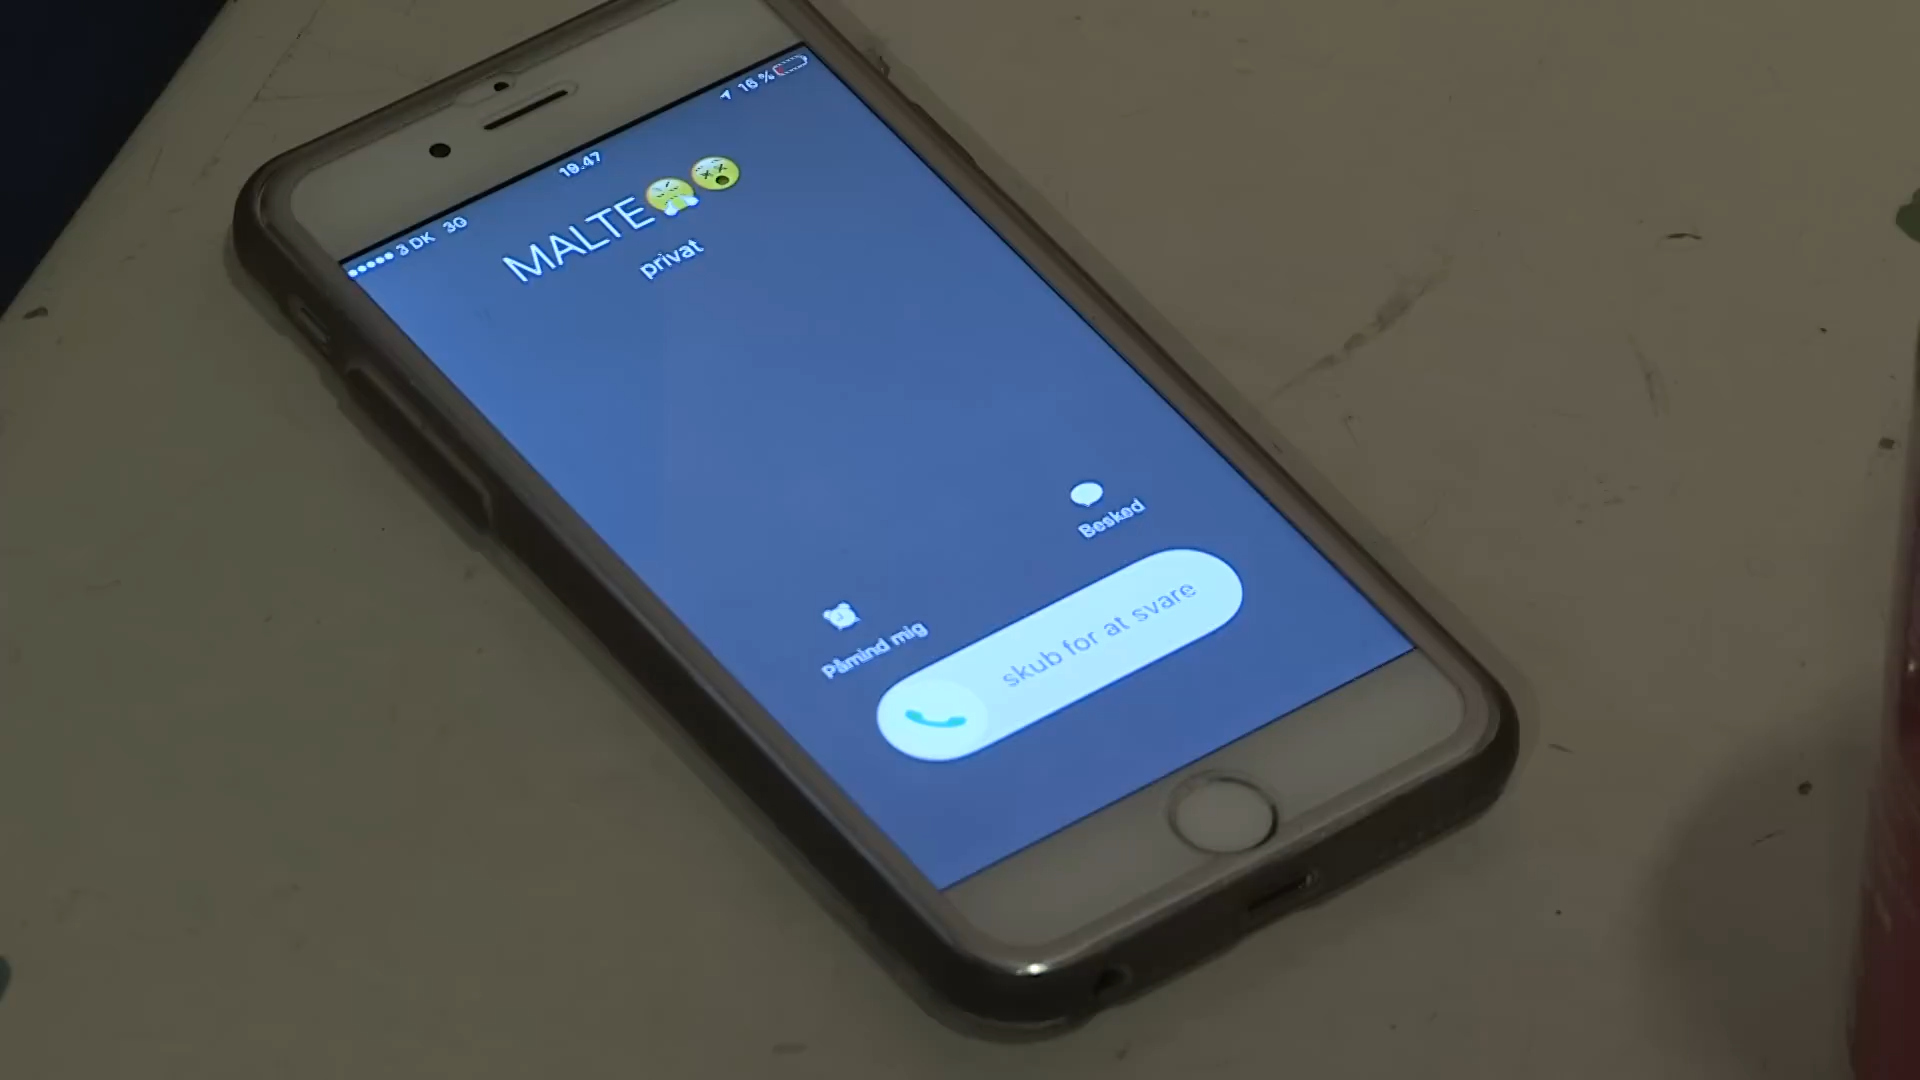 3 DK 3G 19.47 16 %
MALTE😤😵
privat
Påmind mig Besked
skub for at svare